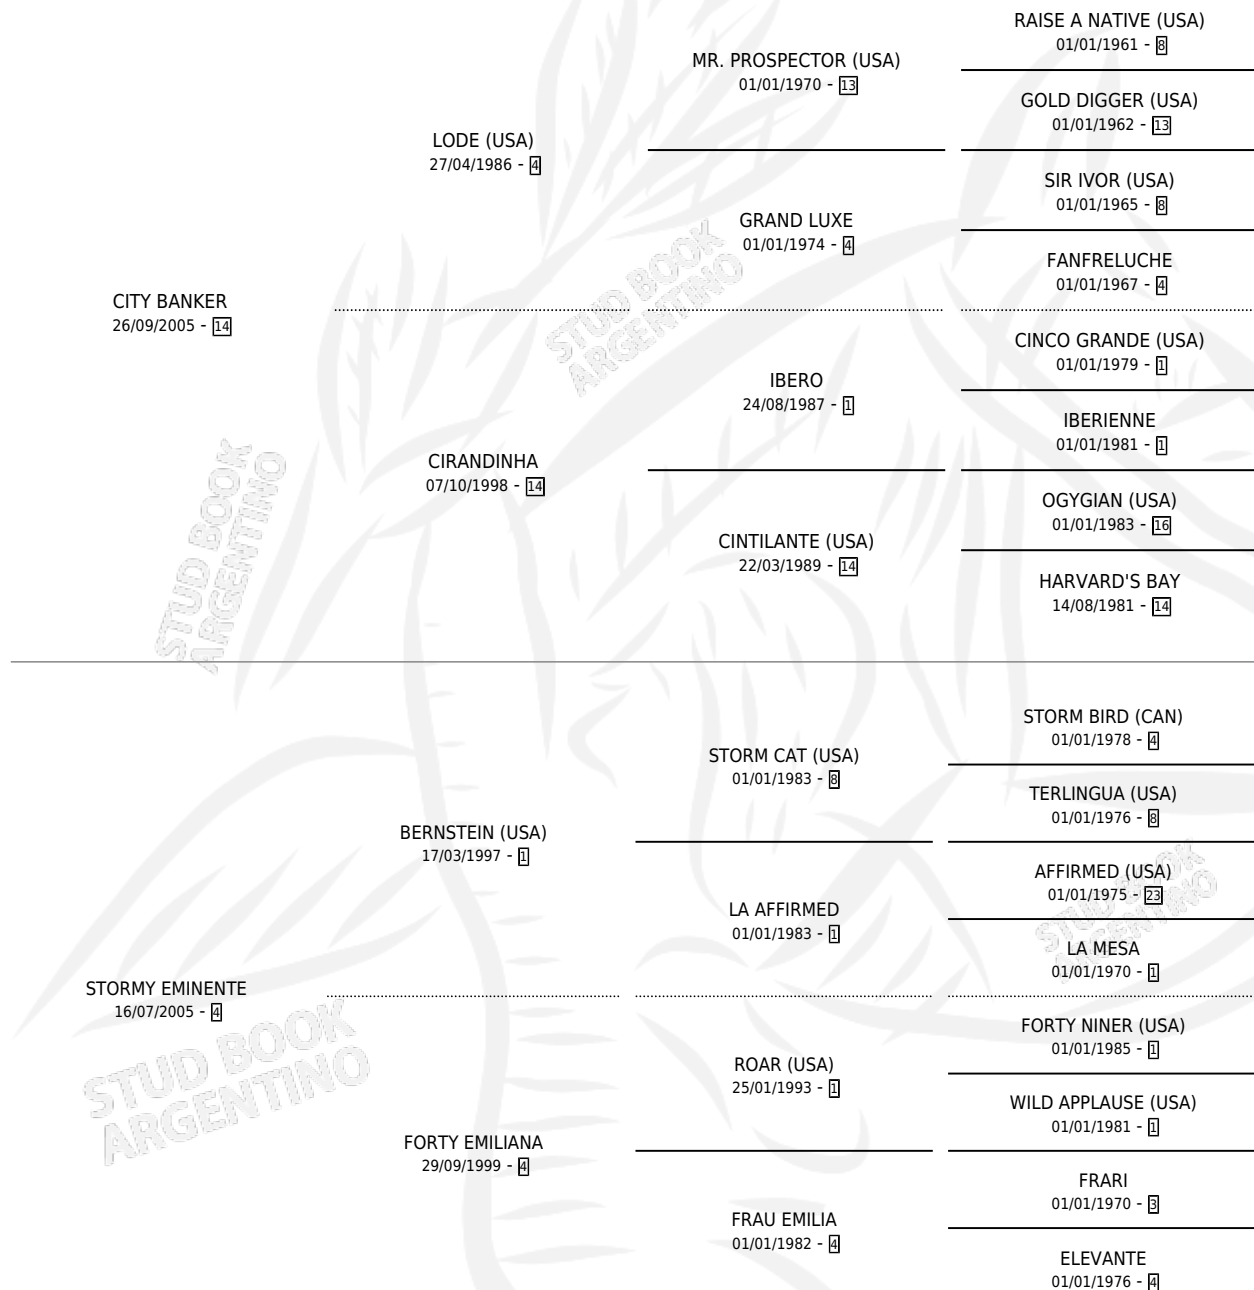 RAISE A NATIVE (USA)
01/01/1961 - 8
MR. PROSPECTOR (USA)
01/01/1970 - 13
GOLD DIGGER (USA)
01/01/1962 - 13
LODE (USA)
27/04/1986 - 4
SIR IVOR (USA)
01/01/1965 - 8
GRAND LUXE
01/01/1974 - 4
FANFRELUCHE
01/01/1967 - 4
CITY BANKER
26/09/2005 - 14
CINCO GRANDE (USA)
01/01/1979 - 1
IBERO
24/08/1987 - 1
IBERIENNE
01/01/1981 - 1
CIRANDINHA
07/10/1998 - 14
OGYGIAN (USA)
01/01/1983 - 16
CINTILANTE (USA)
22/03/1989 - 14
HARVARD'S BAY
14/08/1981 - 14
STORM BIRD (CAN)
01/01/1978 - 4
STORM CAT (USA)
01/01/1983 - 8
TERLINGUA (USA)
01/01/1976 - 8
BERNSTEIN (USA)
17/03/1997 - 1
AFFIRMED (USA)
01/01/1975 - 23
LA AFFIRMED
01/01/1983 - 1
LA MESA
01/01/1970 - 1
STORMY EMINENTE
16/07/2005 - 4
FORTY NINER (USA)
01/01/1985 - 1
ROAR (USA)
25/01/1993 - 1
WILD APPLAUSE (USA)
01/01/1981 - 1
FORTY EMILIANA
29/09/1999 - 4
FRARI
01/01/1970 - 3
FRAU EMILIA
01/01/1982 - 4
ELEVANTE
01/01/1976 - 4
STUD BOOK
ARGENTINO
STUD BOOK
ARGENTINO
STUD BOOK
ARGENTINO
STUD BOOK
ARGENTINO